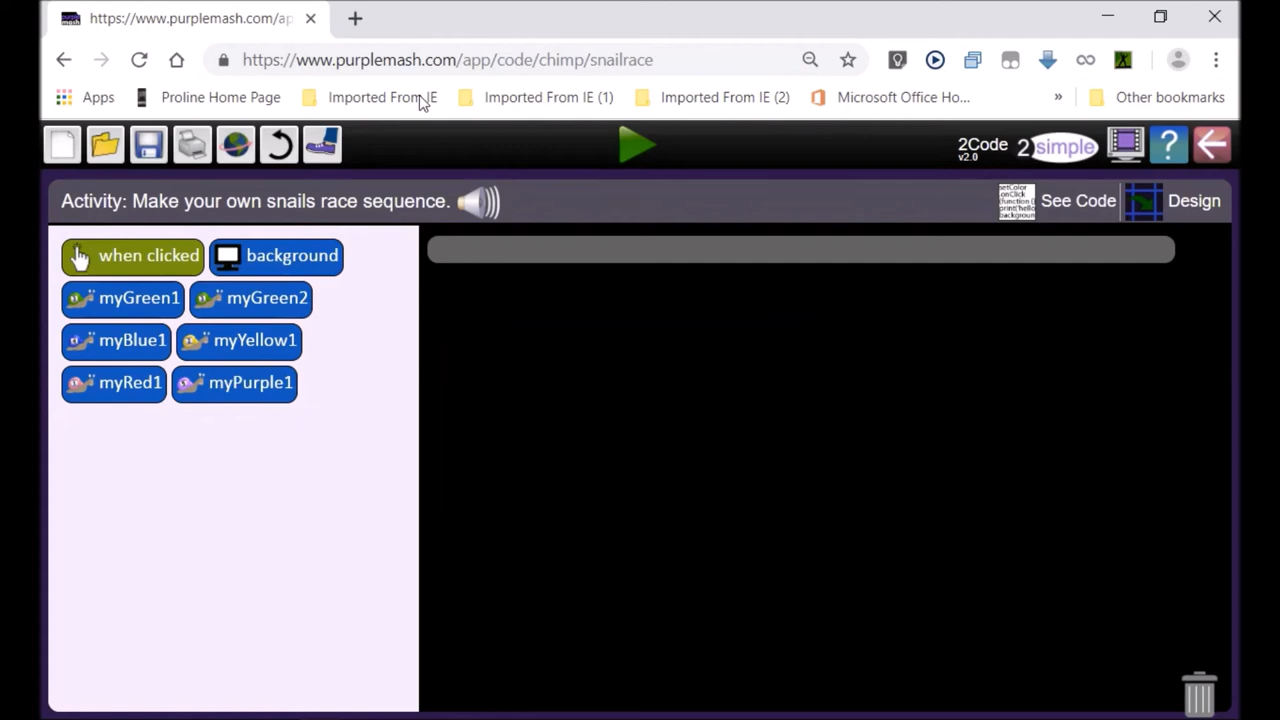 https://www.purplemash.com/ap
https://www.purplemash.com/app/code/chimp/snailrace
Apps Proline Home Page Imported From IE Imported From IE (1) Imported From IE (2) Microsoft Office Ho... » Other bookmarks
2Code v2.0 2simple ?
Activity: Make your own snails race sequence. See Code Design
when clicked background
myGreen1 myGreen2
myBlue1 myYellow1
myRed1 myPurple1